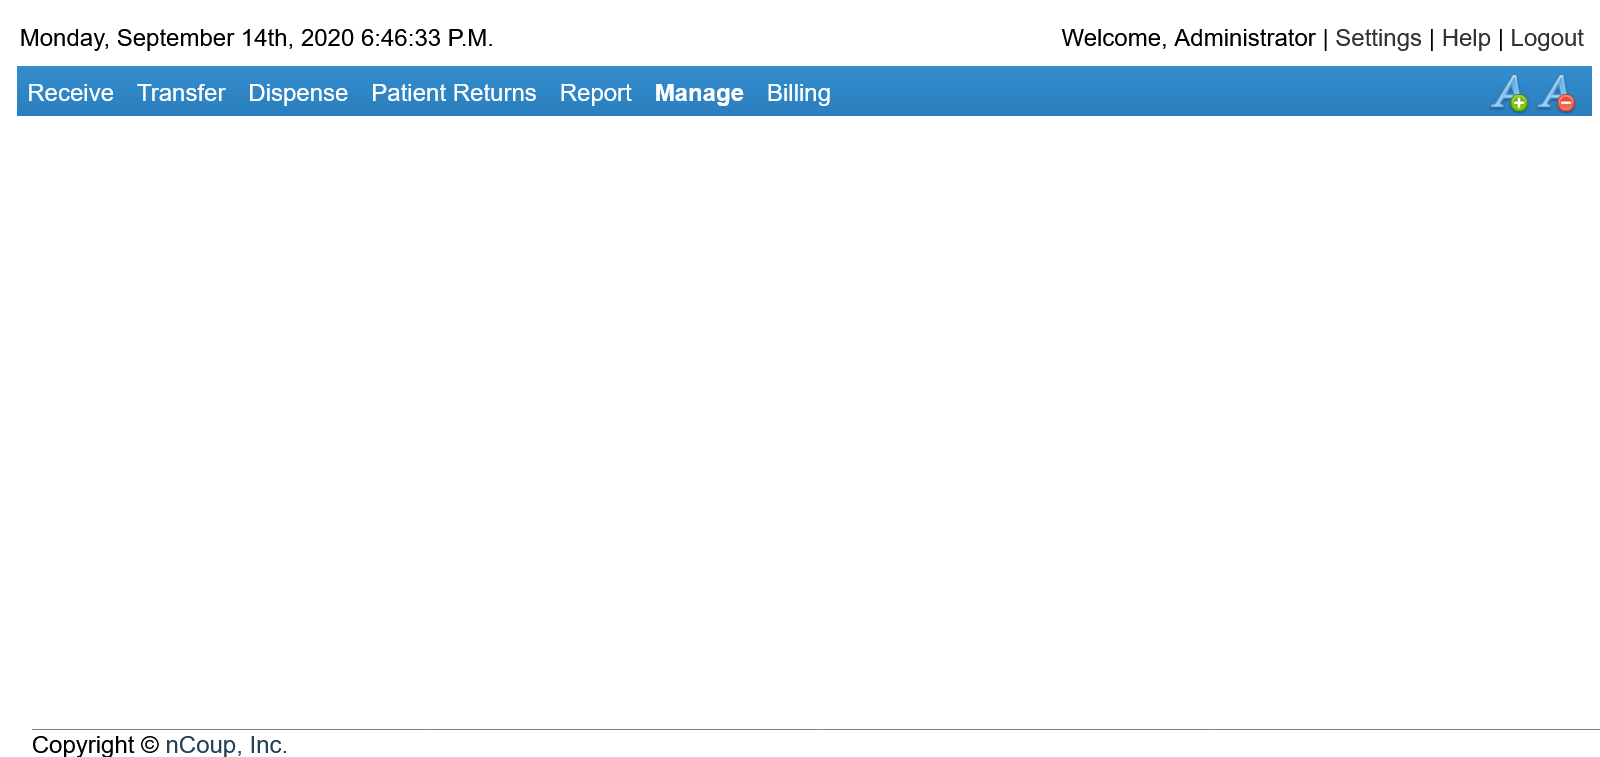 Monday, September 14th, 2020 6:46:33 P.M.
Welcome, Administrator | Settings | Help | Logout
Receive Transfer Dispense Patient Returns Report Manage Billing
Copyright © nCoup, Inc.